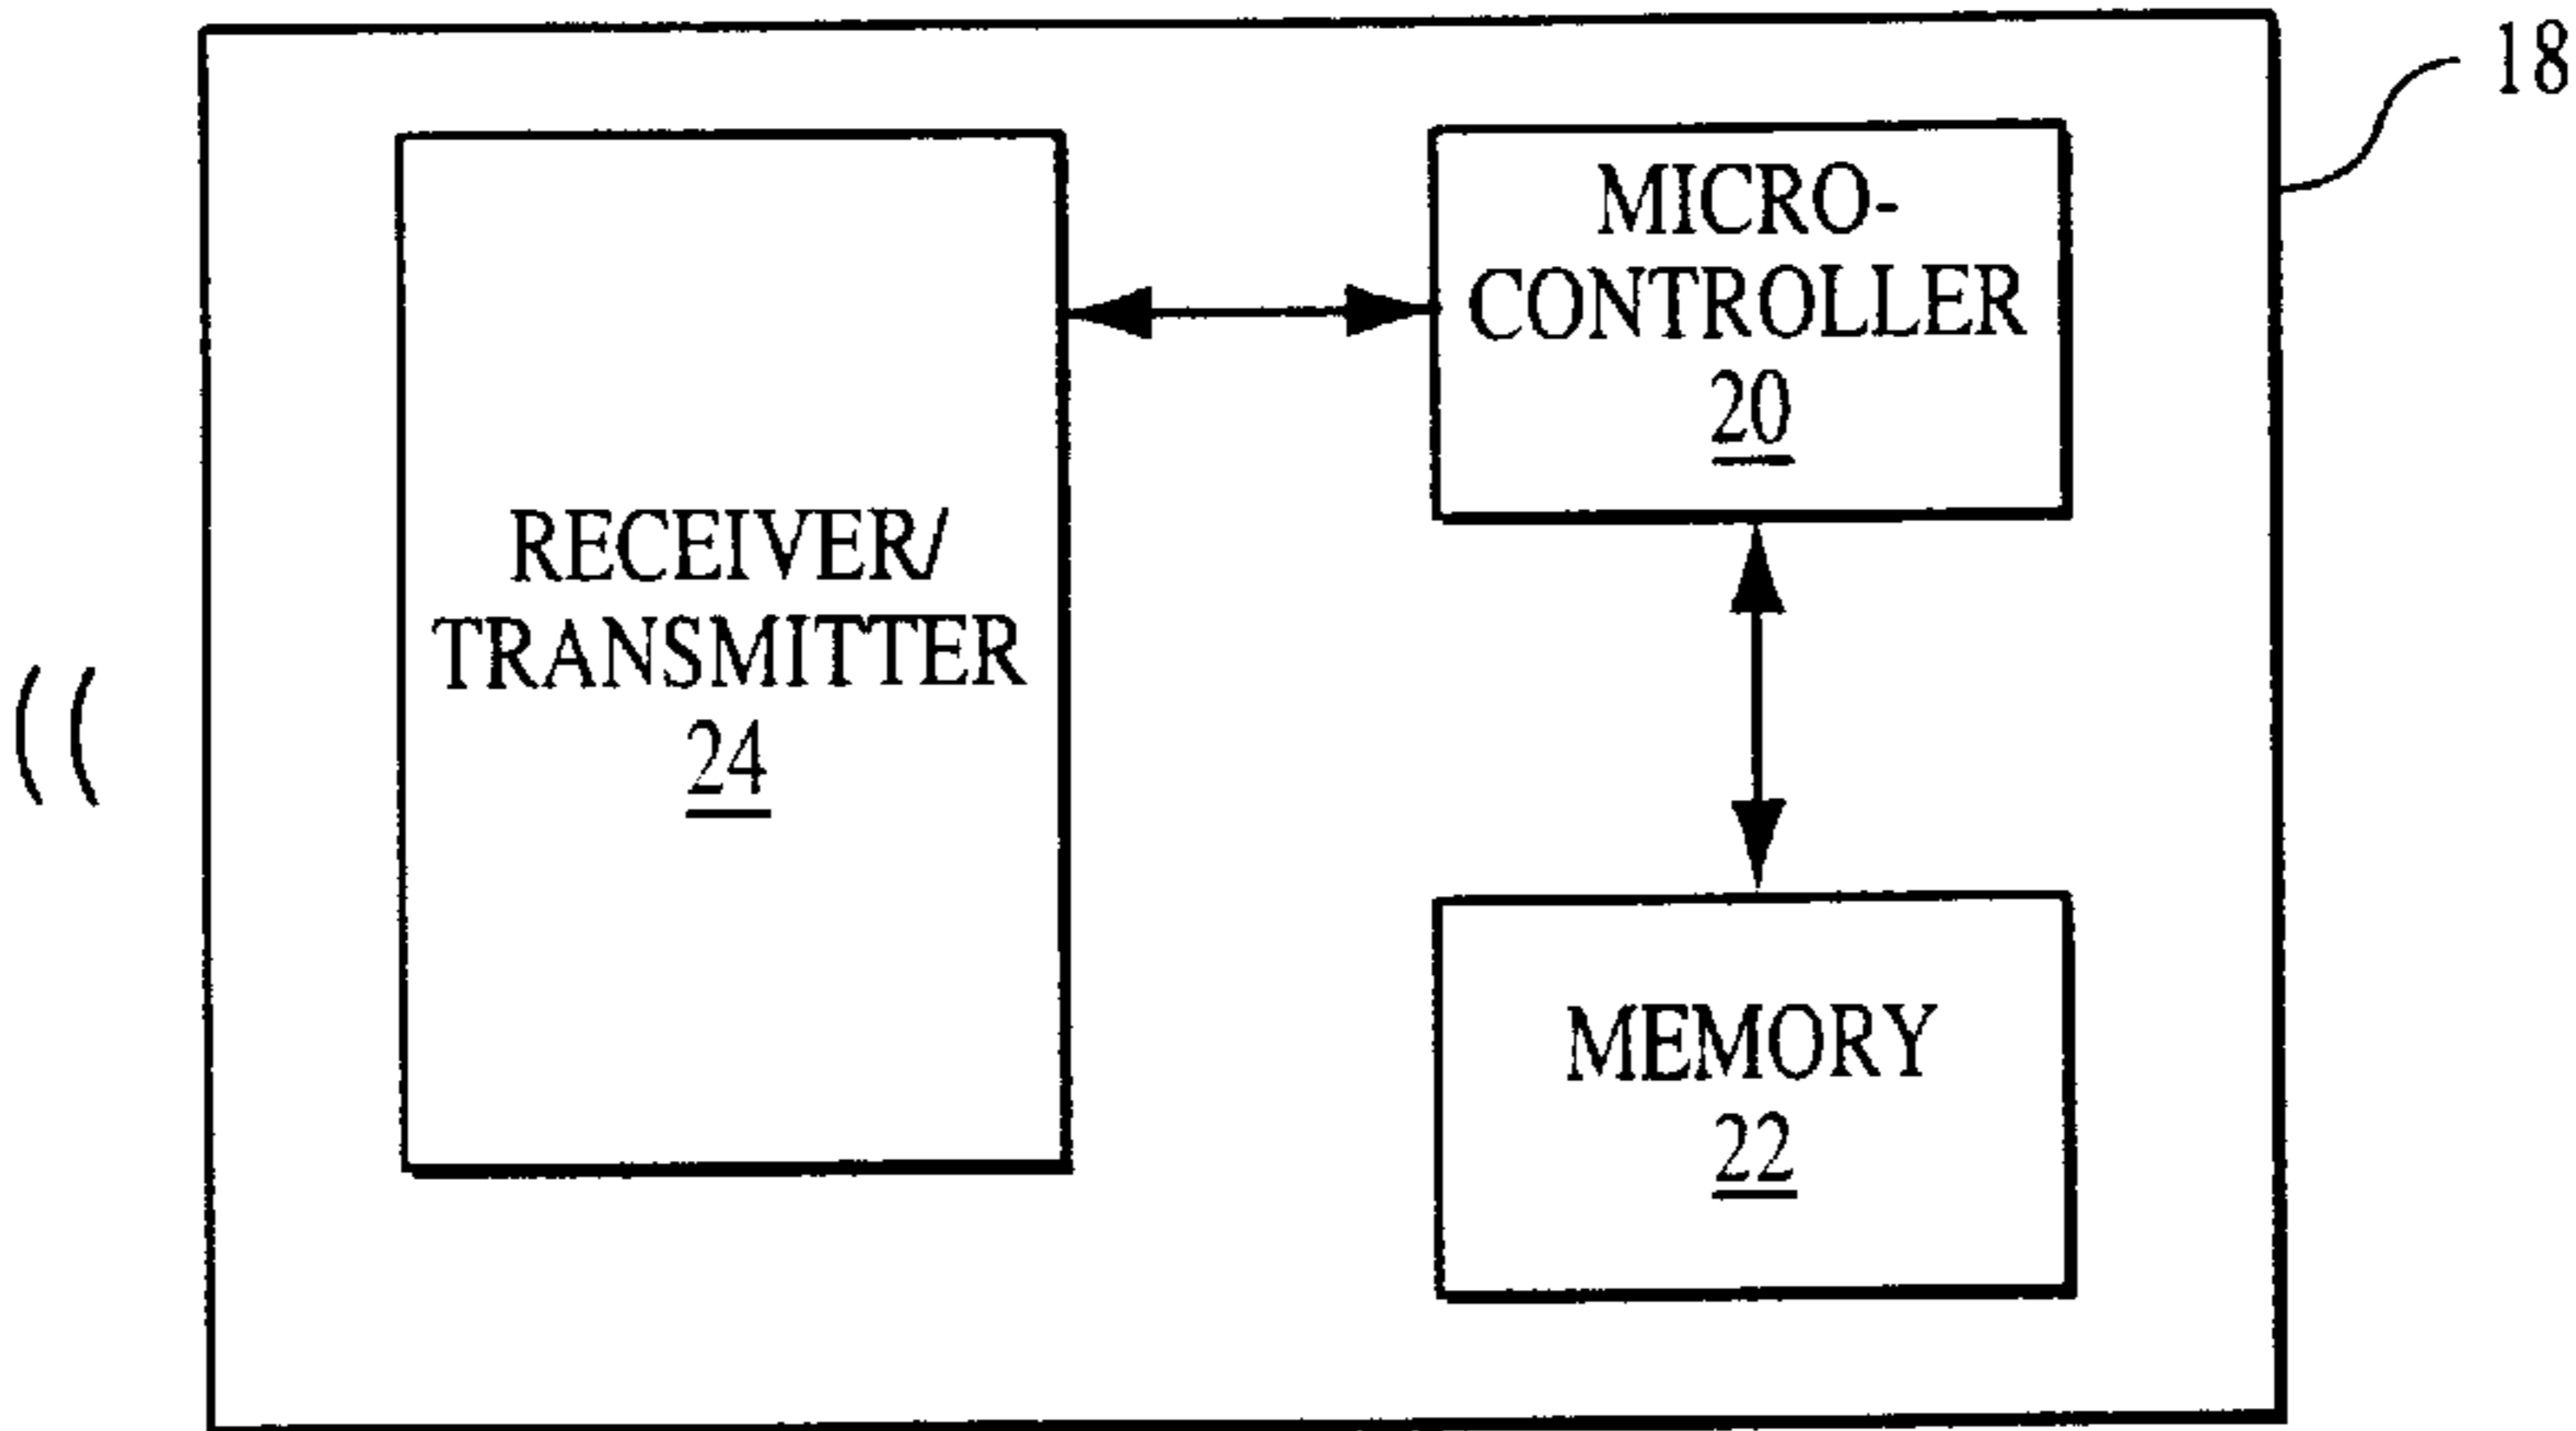 18
MICRO-
CONTROLLER
20
RECEIVER/
TRANSMITTER
24
MEMORY
22